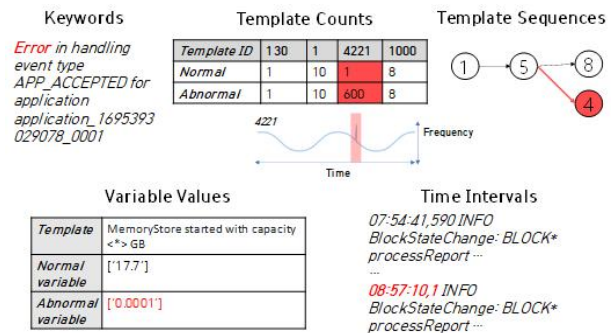 Keywords
Error in handling
event type
APP_ACCEPTED for
application
application_1695393
029078_0001
Template Counts
Template ID 130 1 4221 1000
Normal 1 10 1 8
Abnormal 1 10 600 8
4221
Frequency
Time
Template Sequences
1 5 8
4
Variable Values
Template MemoryStore started with capacity
<*> GB
Normal
variable ['17.7']
Abnormal
variable ['0.0001']
Time Intervals
07:54:41,590 INFO
BlockStateChange: BLOCK*
processReport ...
...
08:57:10,1 INFO
BlockStateChange: BLOCK*
processReport ...